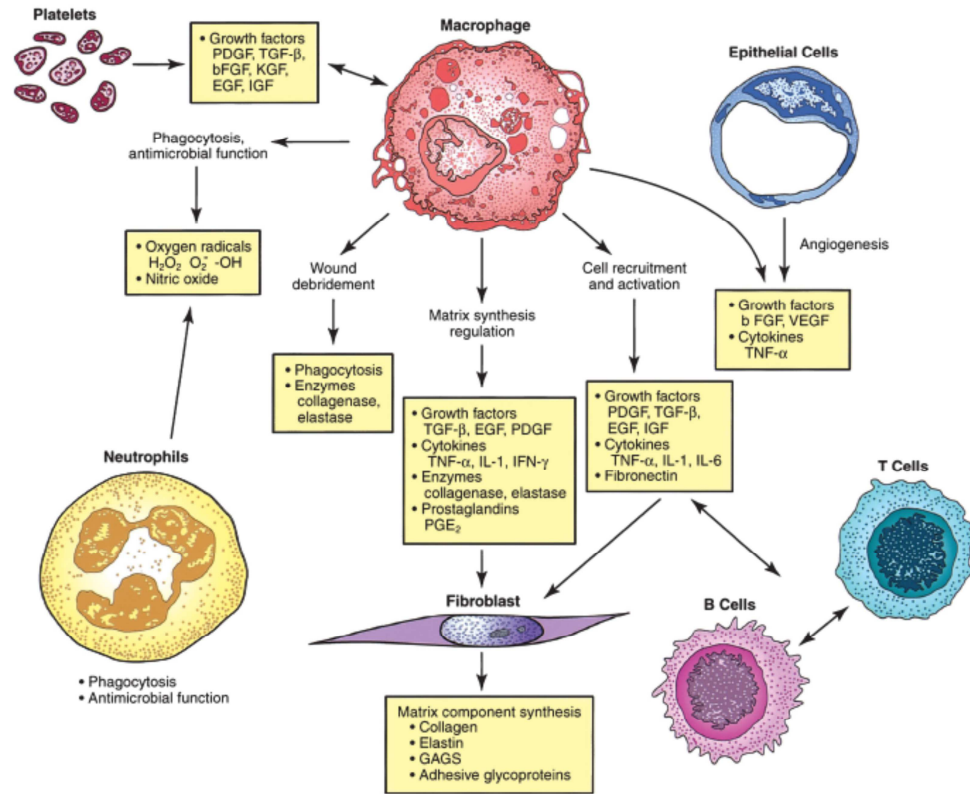 Platelets
• Growth factors
PDGF, TGF-β,
bFGF, KGF,
EGF, IGF
Macrophage
Epithelial Cells
Phagocytosis,
antimicrobial function
• Oxygen radicals
H₂O₂ O₂⁻ -OH
• Nitric oxide
Wound
debridement
• Phagocytosis
• Enzymes
collagenase,
elastase
Matrix synthesis
regulation
• Growth factors
TGF-β, EGF, PDGF
• Cytokines
TNF-α, IL-1, IFN-γ
• Enzymes
collagenase, elastase
• Prostaglandins
PGE₂
Cell recruitment
and activation
• Growth factors
PDGF, TGF-β,
EGF, IGF
• Cytokines
TNF-α, IL-1, IL-6
• Fibronectin
Angiogenesis
• Growth factors
b FGF, VEGF
• Cytokines
TNF-α
Neutrophils
• Phagocytosis
• Antimicrobial function
T Cells
B Cells
Fibroblast
Matrix component synthesis
• Collagen
• Elastin
• GAGS
• Adhesive glycoproteins